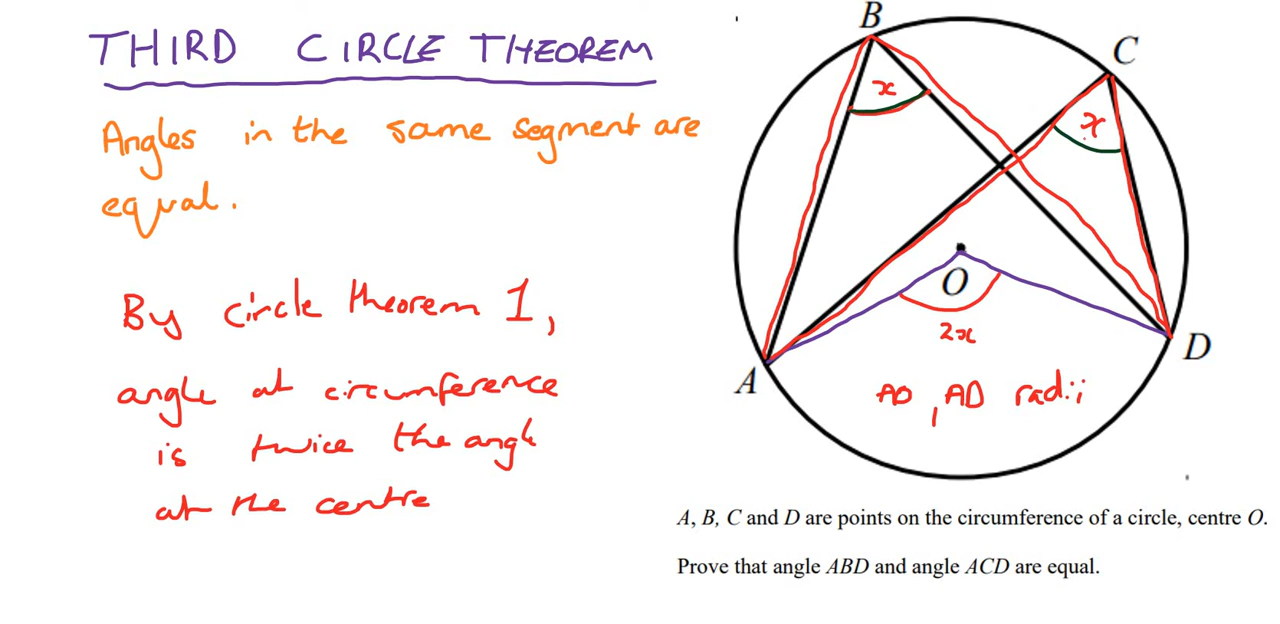 THIRD CIRCLE THEOREM
Angles in the same segment are
equal.
By circle theorem 1,
angle at circumference
is twice the angle
at the centre
B
C
x
x
O
2x
A
D
AO, AD radii
A, B, C and D are points on the circumference of a circle, centre O.
Prove that angle ABD and angle ACD are equal.